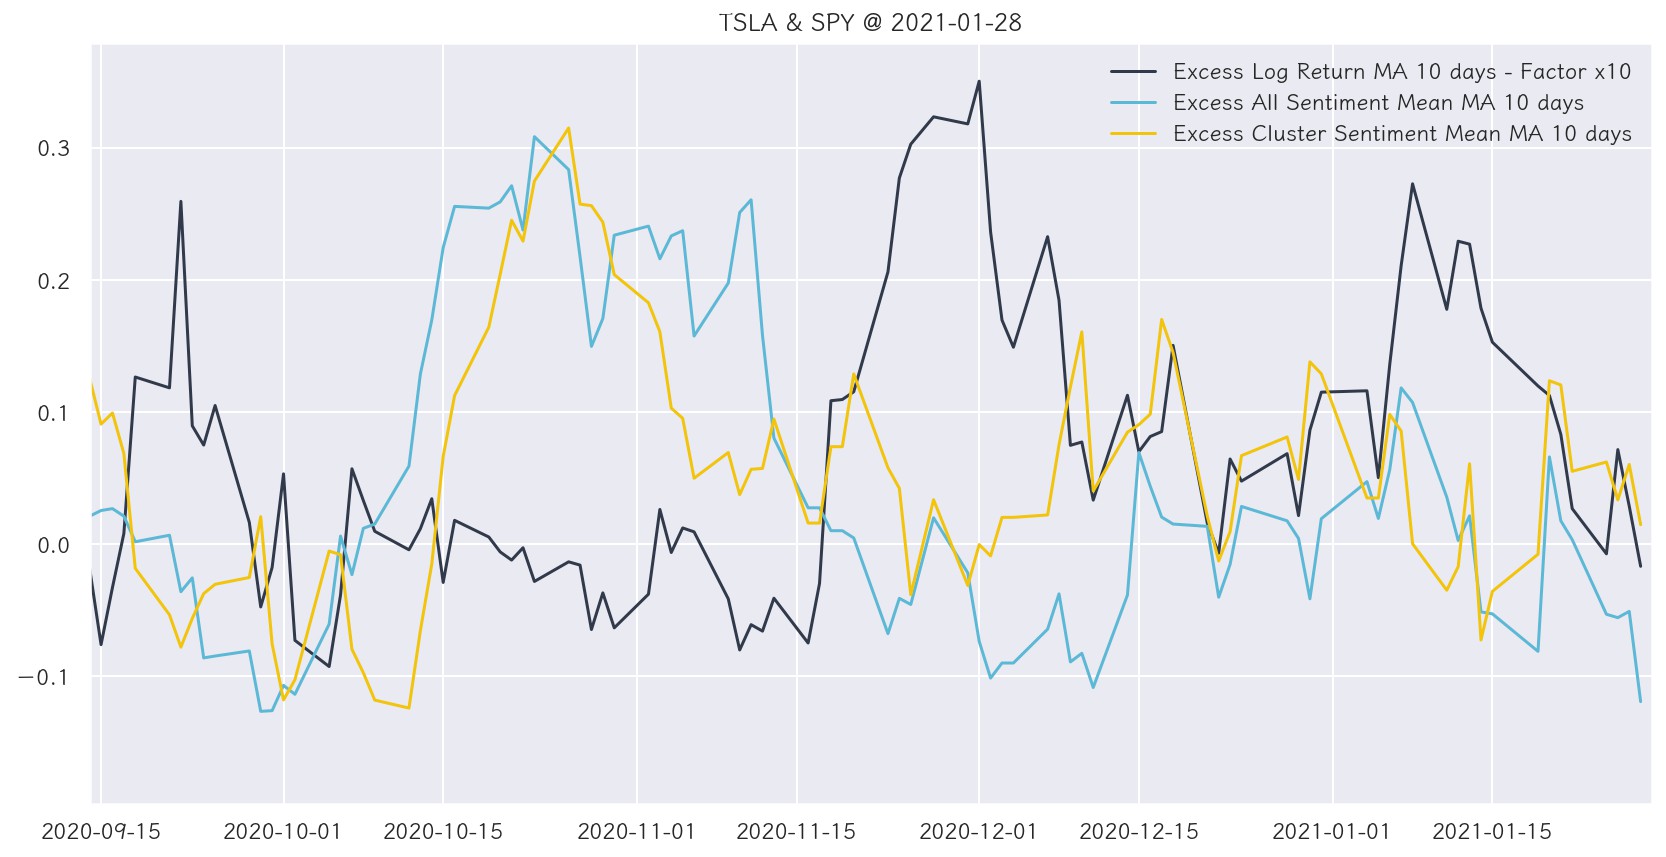 TSLA & SPY @ 2021-01-28
Excess Log Return MA 10 days - Factor x10
Excess All Sentiment Mean MA 10 days
Excess Cluster Sentiment Mean MA 10 days
0.3
0.2
0.1
0.0
−0.1
2020-09-15 2020-10-01 2020-10-15 2020-11-01 2020-11-15 2020-12-01 2020-12-15 2021-01-01 2021-01-15